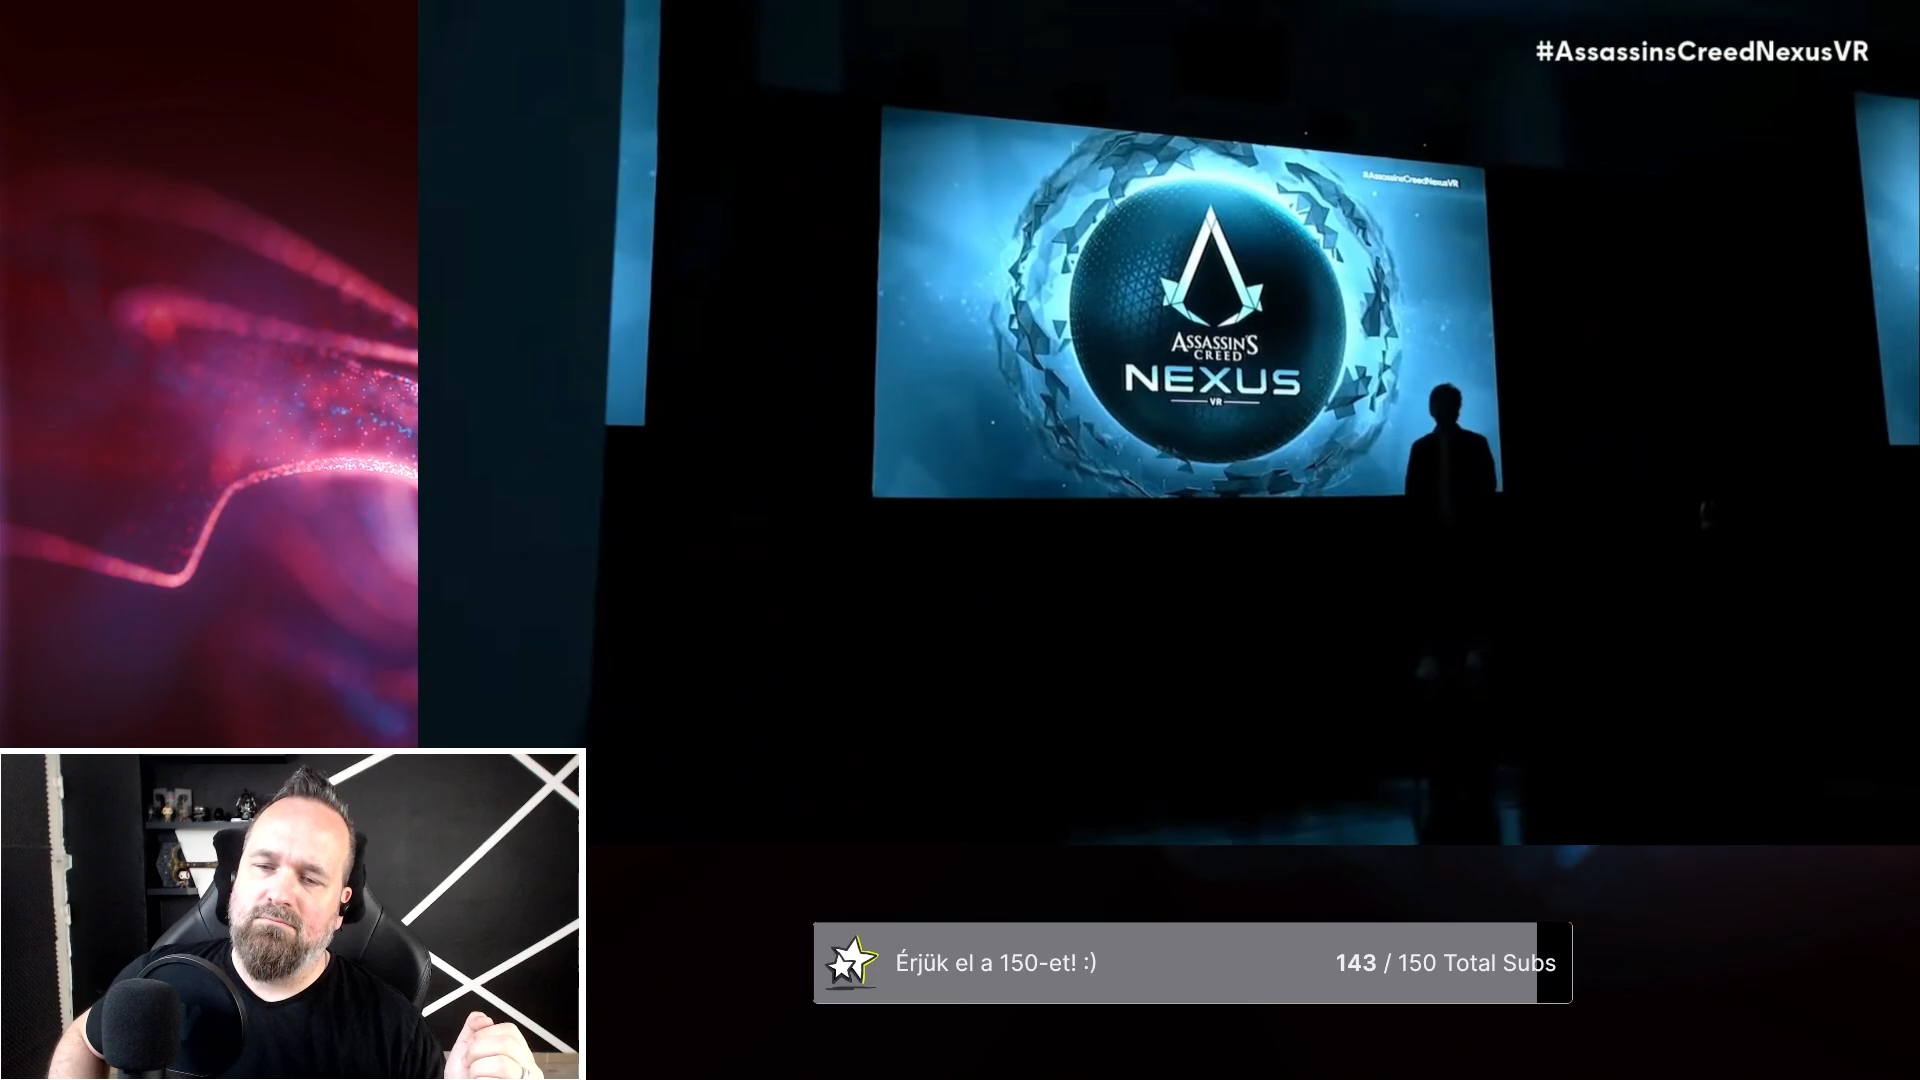 #AssassinsCreedNexusVR
#AssassinsCreedNexusVR
ASSASSIN'S
CREED
NEXUS
VR
Érjük el a 150-et! :)
143 / 150 Total Subs